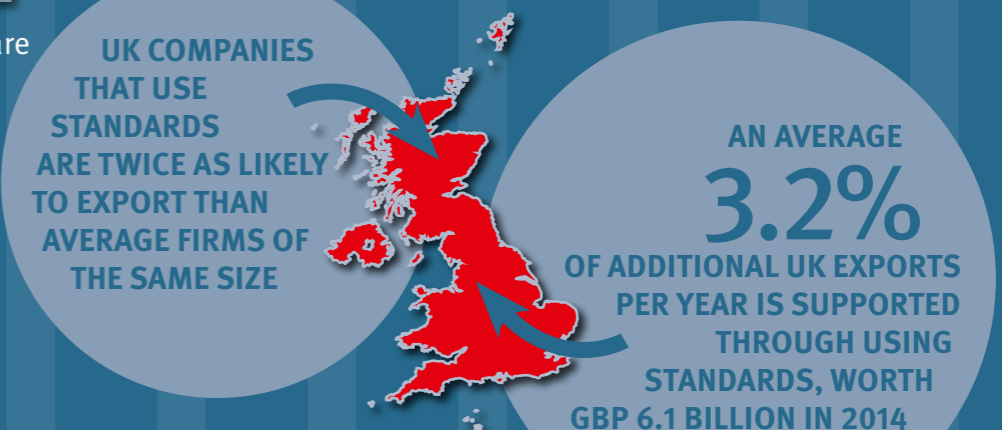 are
UK COMPANIES
THAT USE
STANDARDS
ARE TWICE AS LIKELY
TO EXPORT THAN
AVERAGE FIRMS OF
THE SAME SIZE
AN AVERAGE
3.2%
OF ADDITIONAL UK EXPORTS
PER YEAR IS SUPPORTED
THROUGH USING
STANDARDS, WORTH
GBP 6.1 BILLION IN 2014